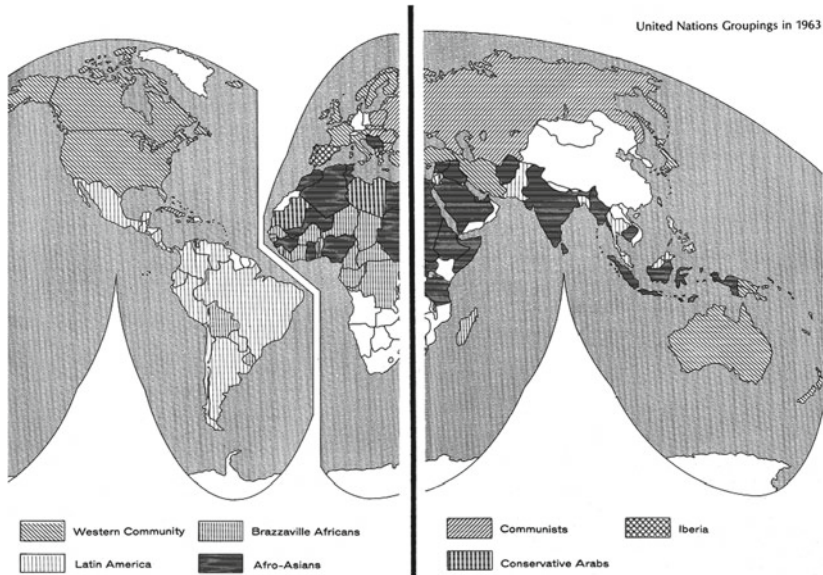 United Nations Groupings in 1963
Western Community
Brazzaville Africans
Latin America
Afro-Asians
Communists
Iberia
Conservative Arabs